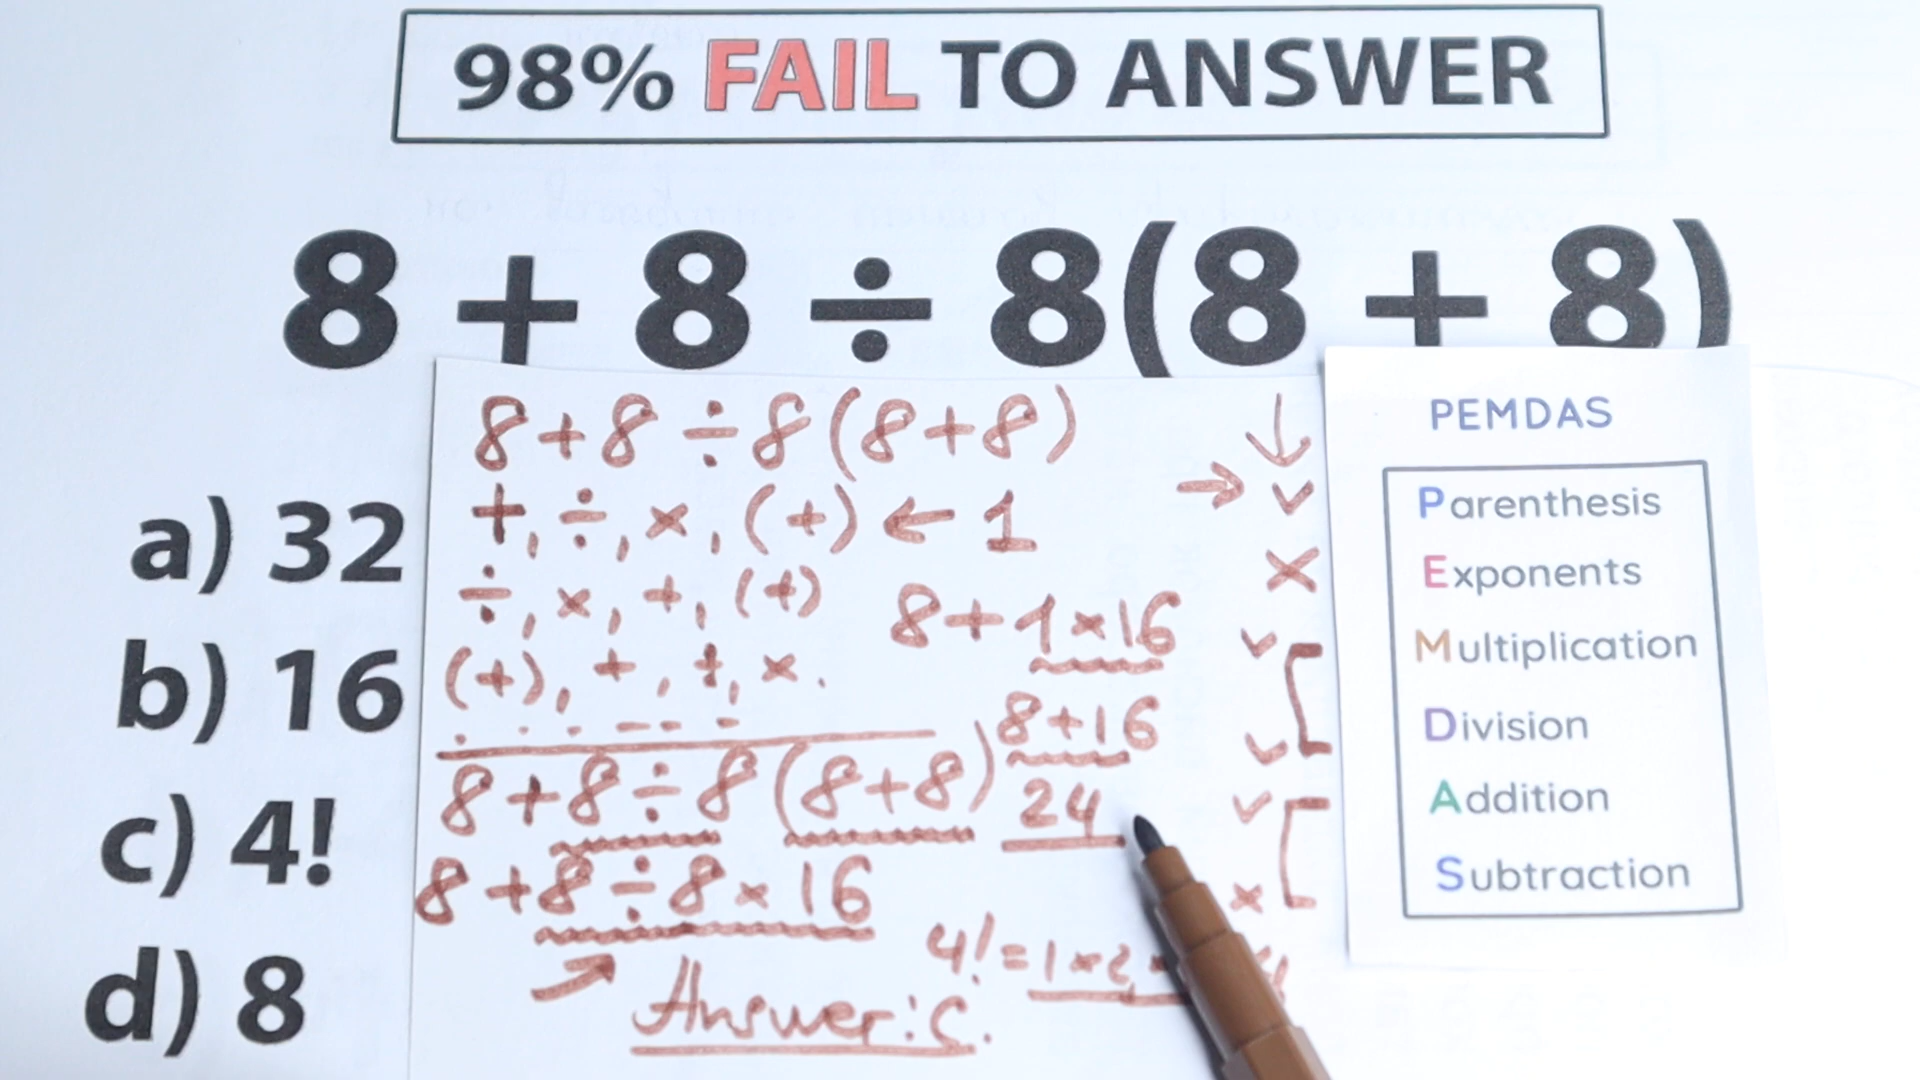 98% FAIL TO ANSWER
8 + 8 ÷ 8(8 + 8)
a) 32
b) 16
c) 4!
d) 8
8+8÷8(8+8)
+, ÷, ×, (+) ← 1
÷, ×, +, (+)
(+), +, +, ×.
8+8÷8(8+8)
8+8÷8×16
8+1×16
8+16
24
4! = 1×2
Answer: C.
PEMDAS
Parenthesis
Exponents
Multiplication
Division
Addition
Subtraction